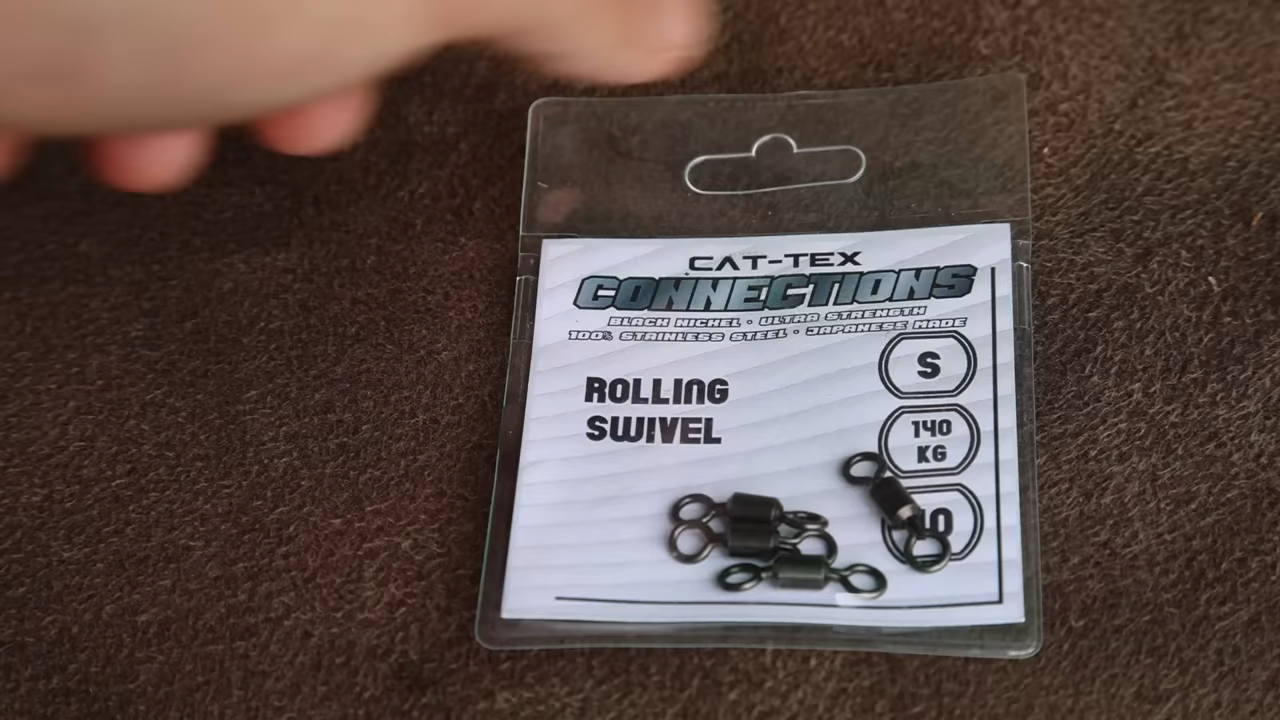 CAT-TEX
CONNECTIONS
BLACK NICKEL • ULTRA STRENGTH
100% STAINLESS STEEL • JAPANESE MADE
S
ROLLING
SWIVEL
140
KG